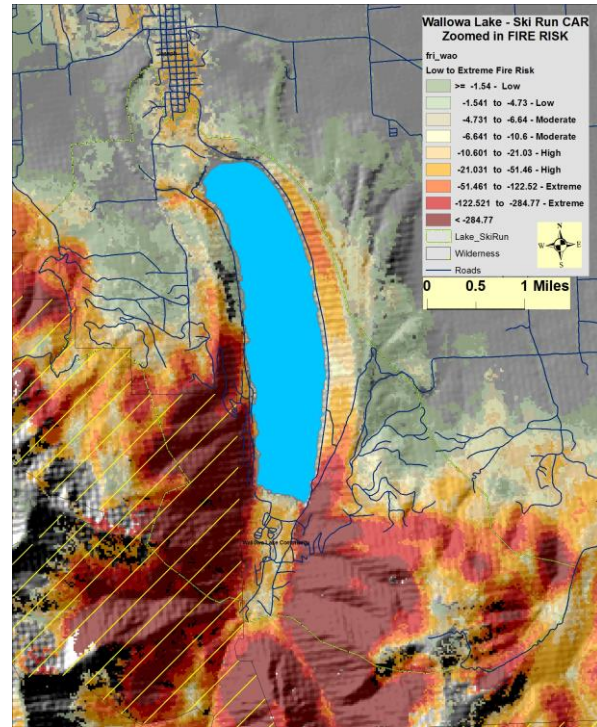 Wallowa Lake - Ski Run CAR
Zoomed in FIRE RISK
fri_wao
Low to Extreme Fire Risk
>= -1.54 - Low
-1.541 to -4.73 - Low
-4.731 to -6.64 - Moderate
-6.641 to -10.6 - Moderate
-10.601 to -21.03 - High
-21.031 to -51.46 - High
-51.461 to -122.52 - Extreme
-122.521 to -284.77 - Extreme
< -284.77
Lake_SkiRun
Wilderness
Roads
N
W E
S
0 0.5 1 Miles
Wallowa Lake